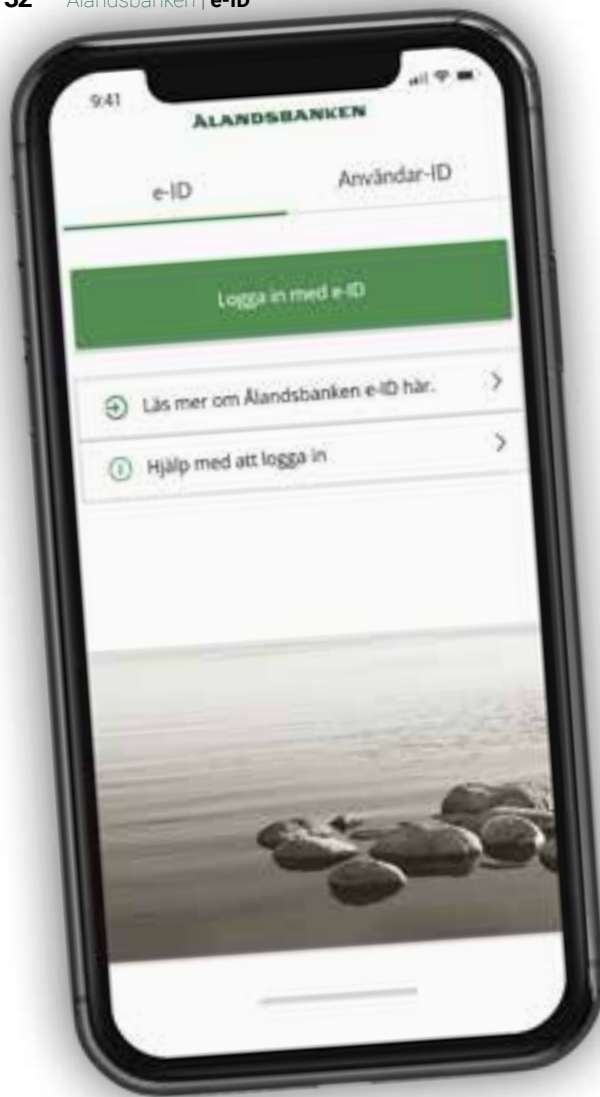 32 Ålandsbanken | e-ID
9:41
ÅLANDSBANKEN
e-ID Användar-ID
Logga in med e-ID
Läs mer om Ålandsbanken e-ID här.
Hjälp med att logga in